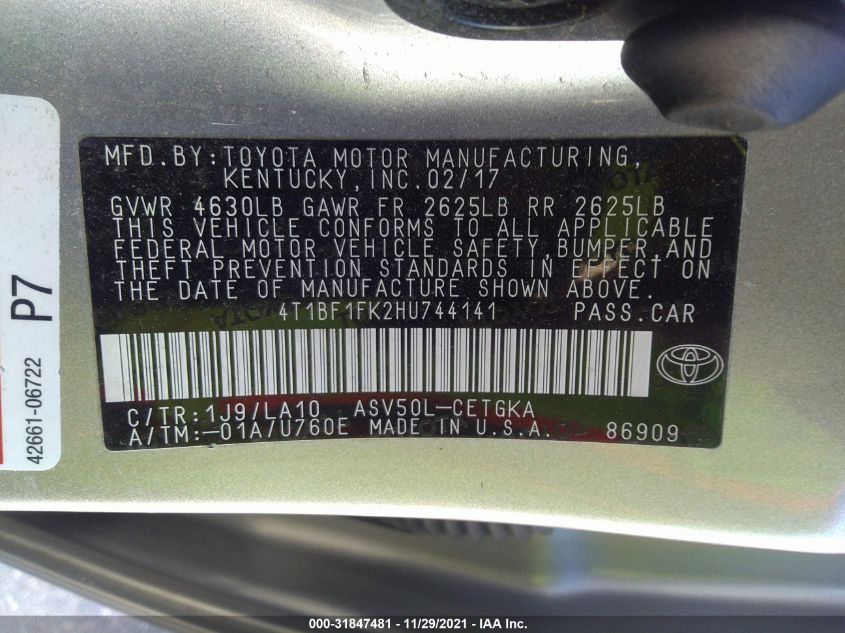 MFD.BY:TOYOTA MOTOR MANUFACTURING,
KENTUCKY,INC.02/17
GVWR 4630LB GAWR FR 2625LB RR 2625LB
THIS VEHICLE CONFORMS TO ALL APPLICABLE
FEDERAL MOTOR VEHICLE SAFETY,BUMPER,AND
THEFT PREVENTION STANDARDS IN EFFECT ON
THE DATE OF MANUFACTURE SHOWN ABOVE.
4T1BF1FK2HU744141 PASS.CAR
C/TR:1J9/LA10 ASV50L-CETGKA
A/TM:-01A/U760E MADE IN U.S.A. 86909
P7
42661-06722
000-31847481 - 11/29/2021 - IAA Inc.